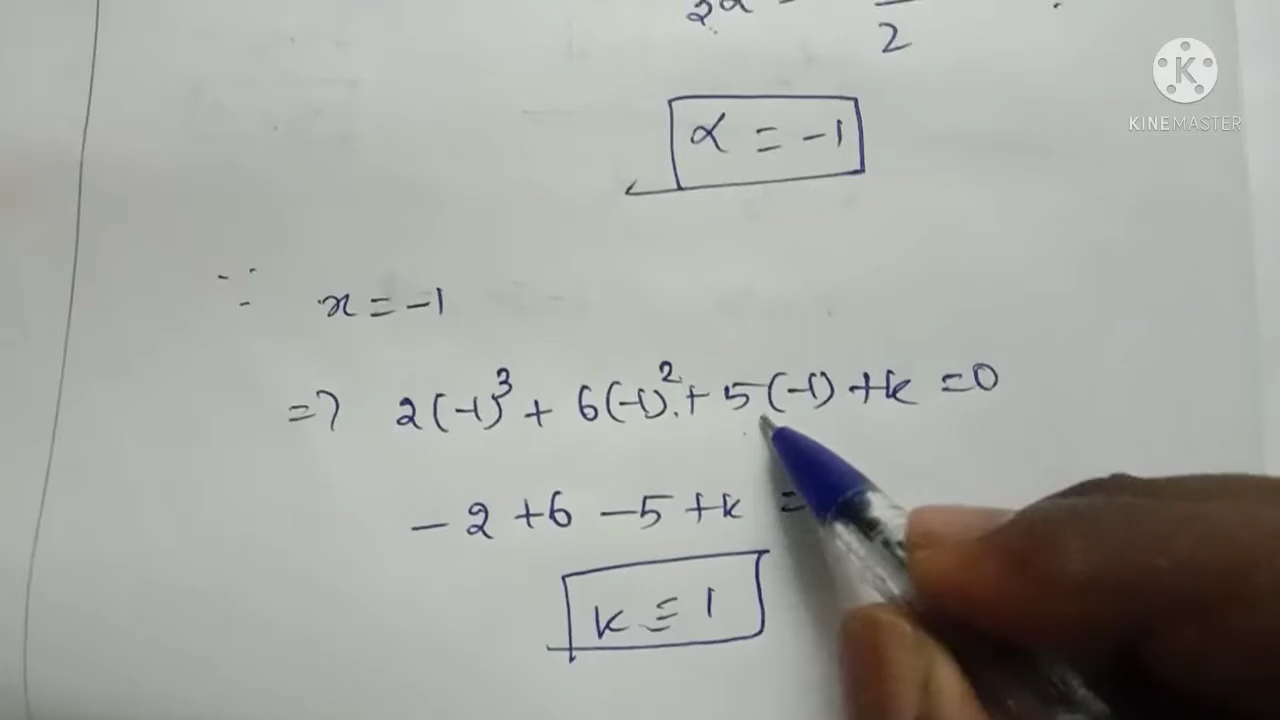 2
K
KINEMASTER
α = -1
∵ x = -1
=> 2(-1)³ + 6(-1)² + 5(-1) + k = 0
- 2 + 6 - 5 + k =
k = 1